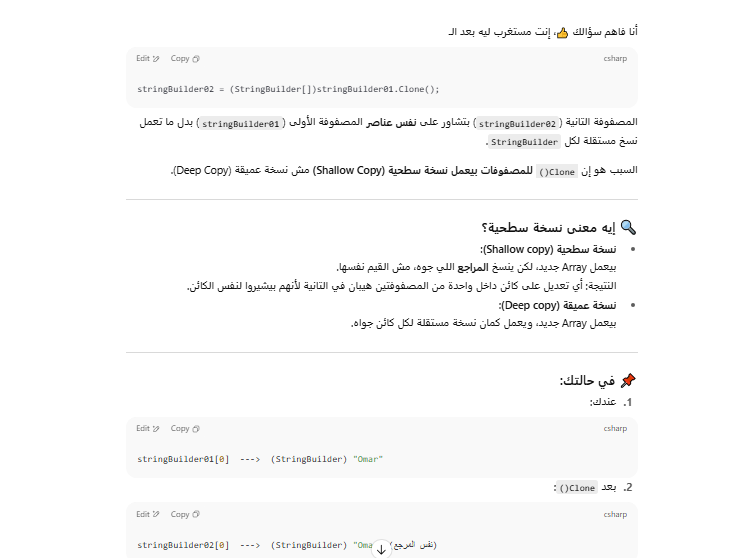 أنا فاهم سؤالك 👍، إنت مستغرب ليه بعد الـ
Edit Copy csharp
stringBuilder02 = (StringBuilder[])stringBuilder01.Clone();
المصفوفة التانية (stringBuilder02) بتشاور على نفس عناصر المصفوفة الأولى (stringBuilder01) بدل ما تعمل
نسخ مستقلة لكل StringBuilder.
السبب هو إن Clone() للمصفوفات بيعمل نسخة سطحية (Shallow Copy) مش نسخة عميقة (Deep Copy).
🔍 إيه معنى نسخة سطحية؟
• نسخة سطحية (Shallow copy):
بيعمل Array جديد، لكن ينسخ المراجع اللي جوه، مش القيم نفسها.
النتيجة: أي تعديل على كائن داخل واحدة من المصفوفتين هيبان في التانية لأنهم بيشيروا لنفس الكائن.
• نسخة عميقة (Deep copy):
بيعمل Array جديد، ويعمل كمان نسخة مستقلة لكل كائن جواه.
📌 في حالتك:
1. عندك:
Edit Copy csharp
stringBuilder01[0] ---> (StringBuilder) "Omar"
2. بعد Clone():
Edit Copy csharp
stringBuilder02[0] ---> (StringBuilder) (نفس المرجع)